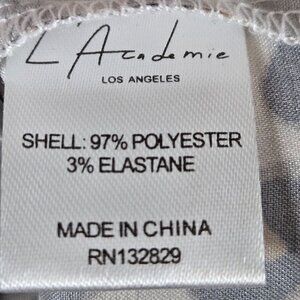 L'Academie
LOS ANGELES
SHELL: 97% POLYESTER
3% ELASTANE
MADE IN CHINA
RN132829